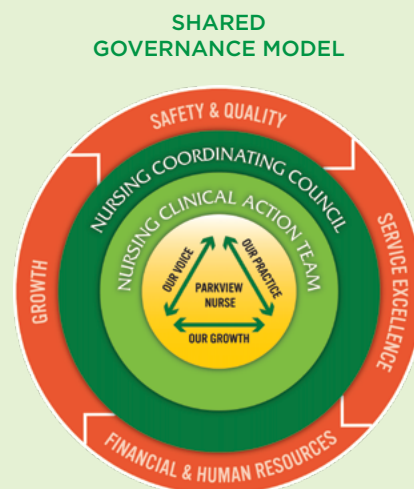 SHARED
GOVERNANCE MODEL
SAFETY & QUALITY
NURSING COORDINATING COUNCIL
NURSING CLINICAL ACTION TEAM
OUR VOICE
OUR PRACTICE
PARKVIEW
NURSE
OUR GROWTH
GROWTH
SERVICE EXCELLENCE
FINANCIAL & HUMAN RESOURCES